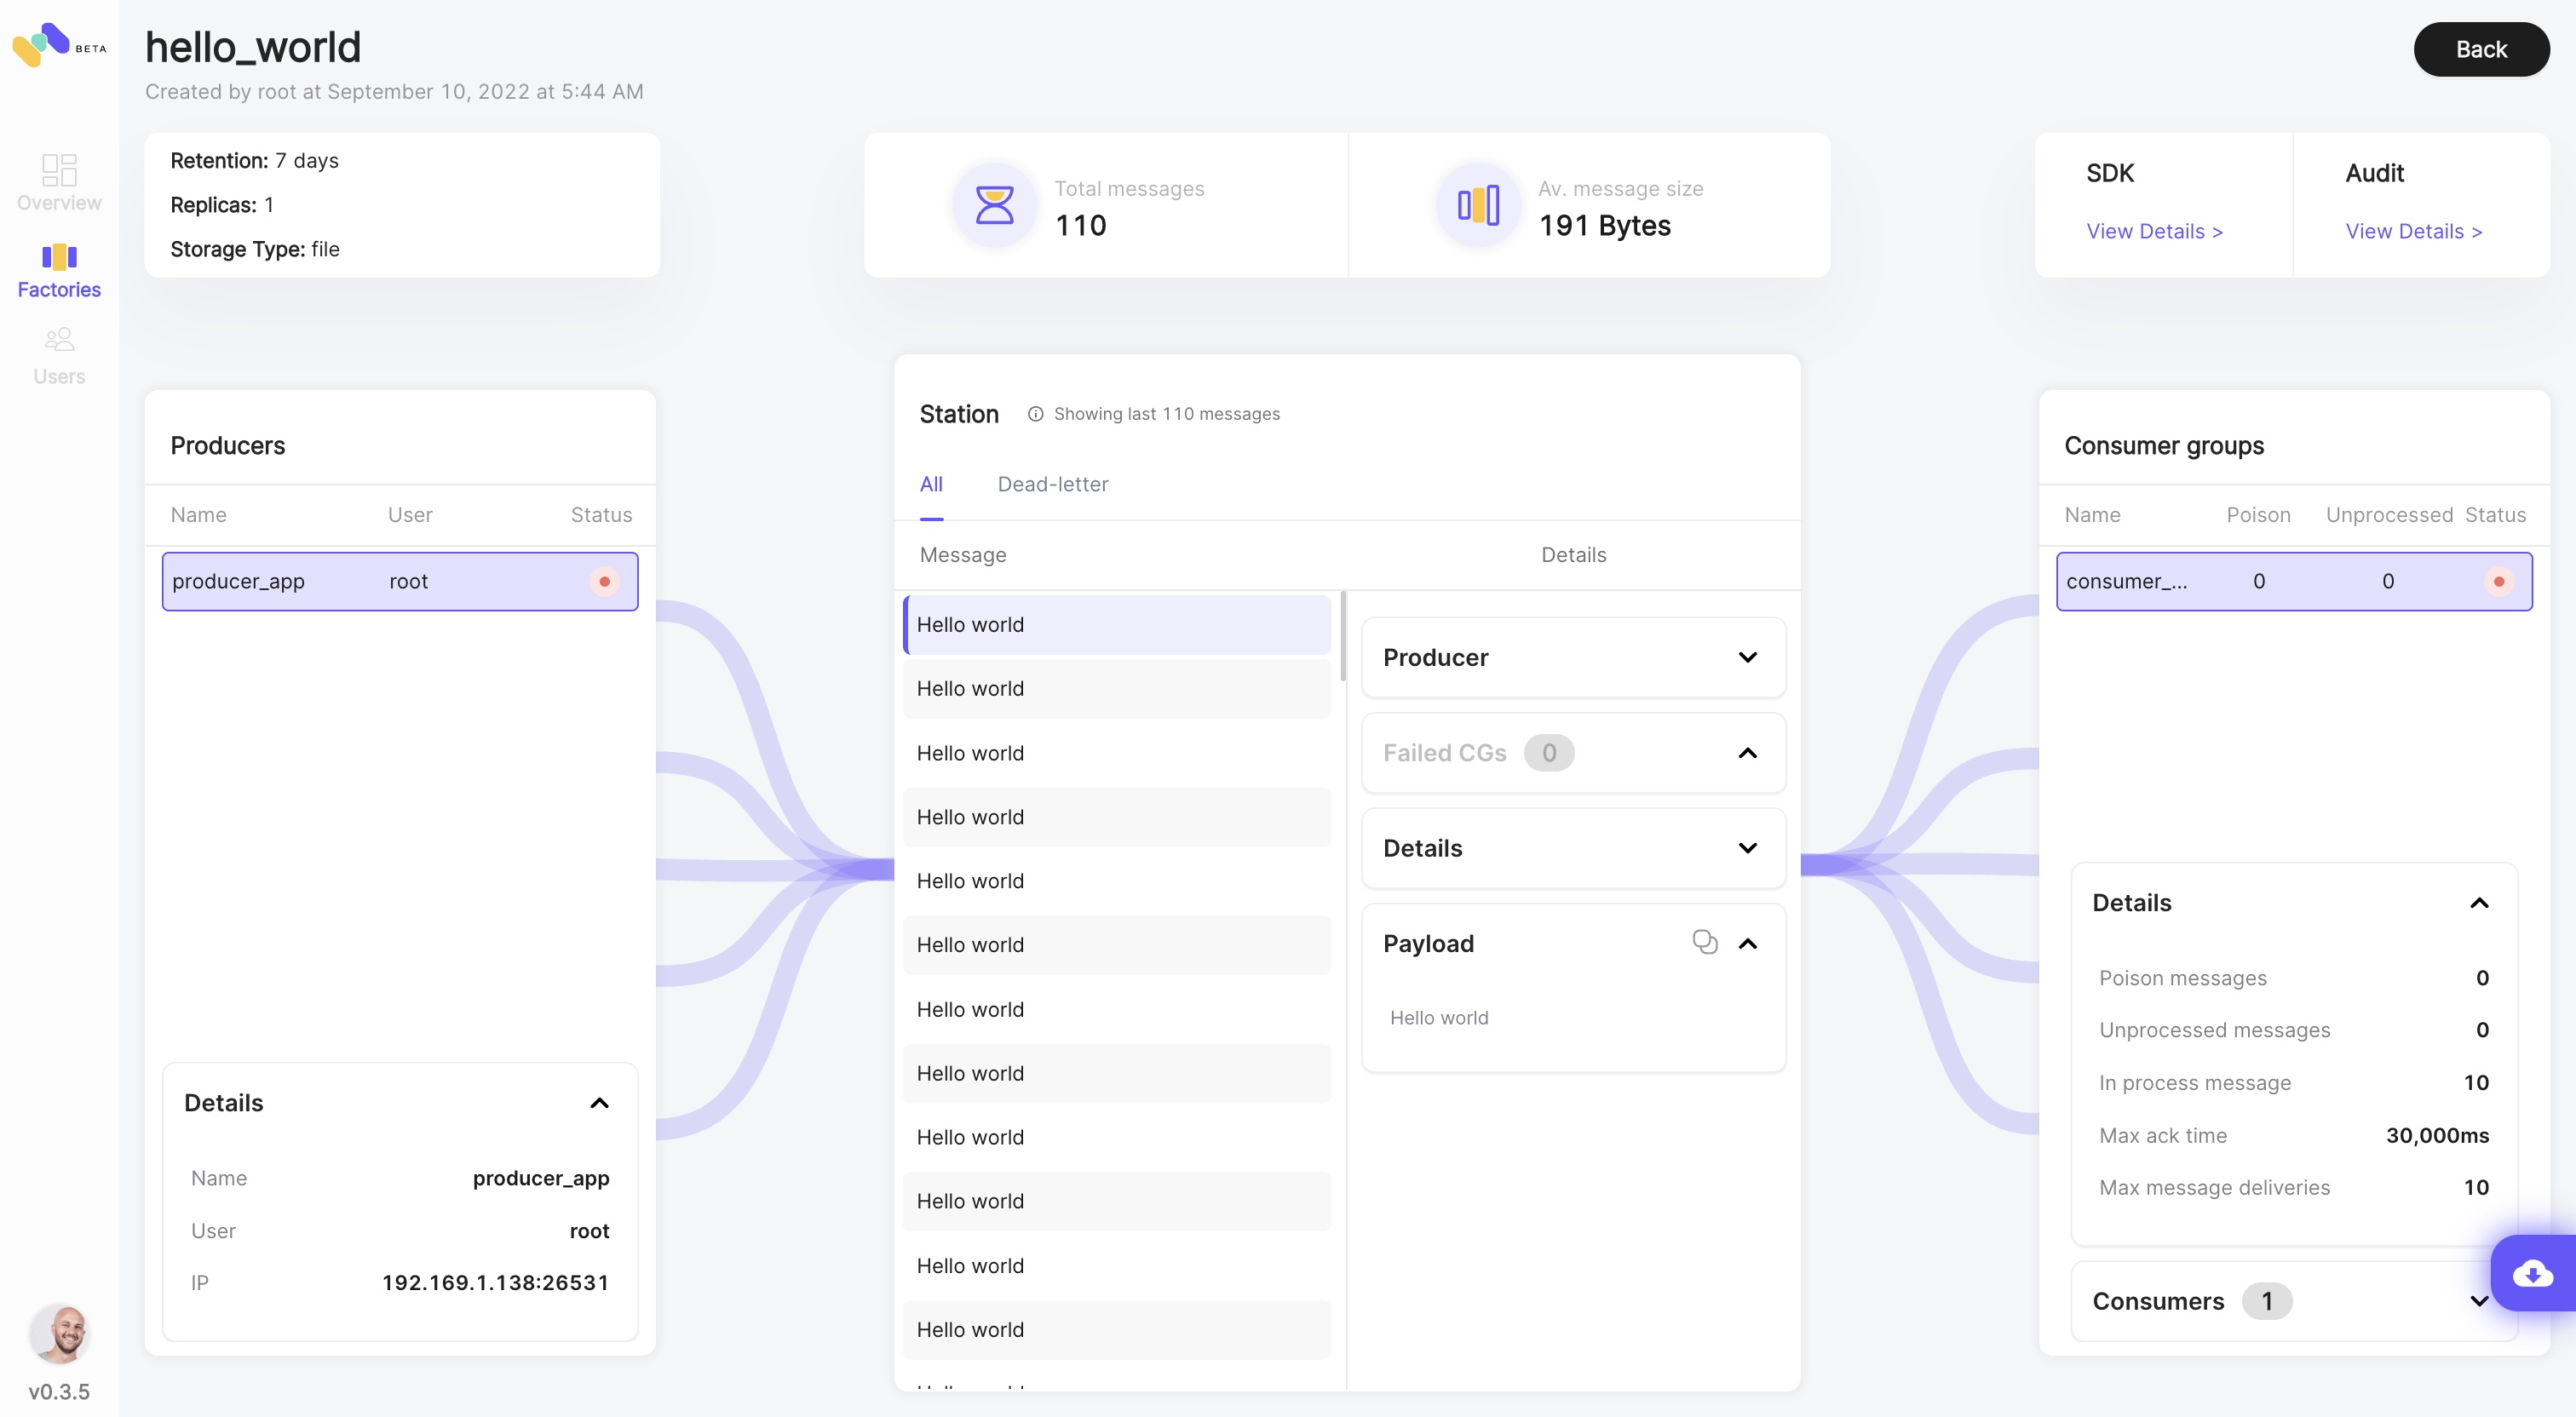 BETA
Overview
Factories
Users
v0.3.5
hello_world
Created by root at September 10, 2022 at 5:44 AM
Back
Retention: 7 days
Replicas: 1
Storage Type: file
Total messages
110
Av. message size
191 Bytes
SDK
View Details >
Audit
View Details >
Producers
Name User Status
producer_app root
Details
Name producer_app
User root
IP 192.169.1.138:26531
Station Showing last 110 messages
All Dead-letter
Message Details
Hello world
Hello world
Hello world
Hello world
Hello world
Hello world
Hello world
Hello world
Hello world
Hello world
Hello world
Hello world
Producer
Failed CGs 0
Details
Payload
Hello world
Consumer groups
Name Poison Unprocessed Status
consumer_... 0 0
Details
Poison messages 0
Unprocessed messages 0
In process message 10
Max ack time 30,000ms
Max message deliveries 10
Consumers 1